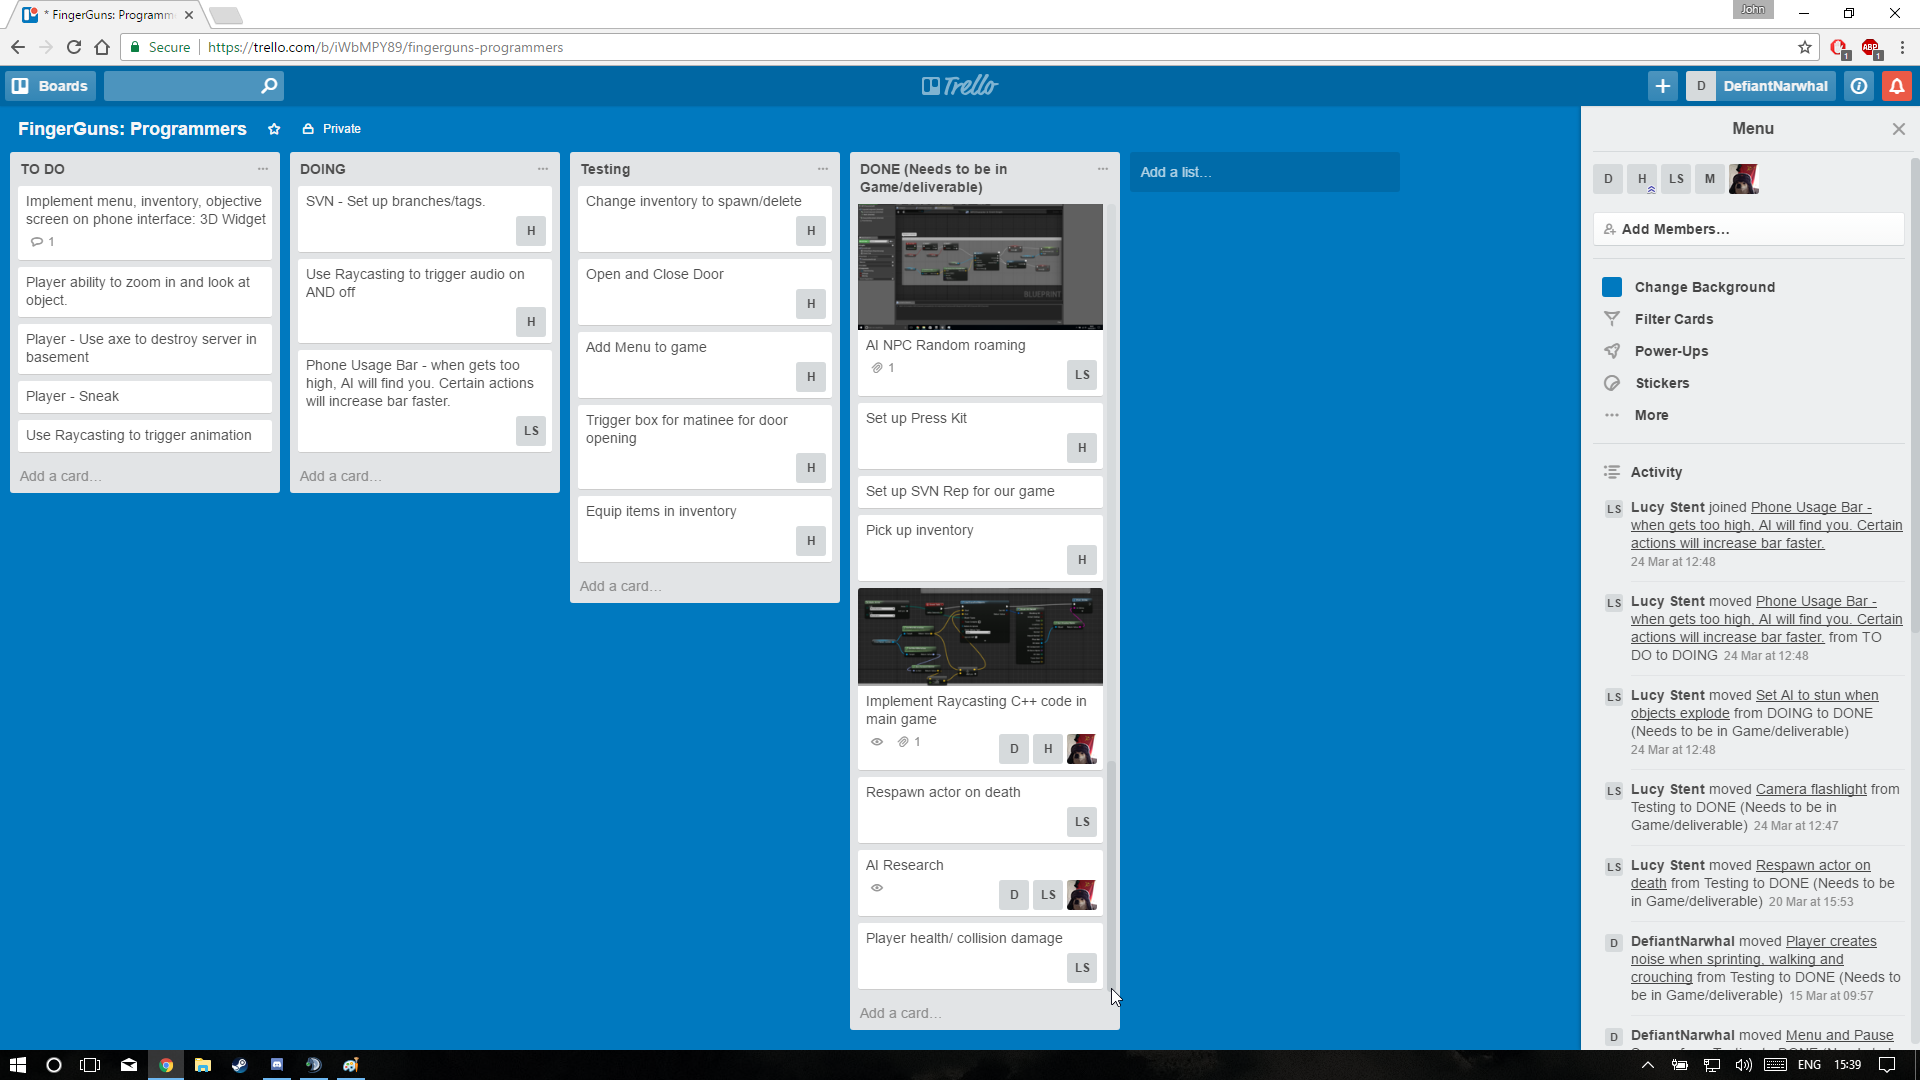 * FingerGuns: Programm
John
Secure
https://trello.com/b/iWbMPY89/fingerguns-programmers
ABP
1
1
Boards
Trello
D
DefiantNarwhal
FingerGuns: Programmers
Private
TO DO
Implement menu, inventory, objective
screen on phone interface: 3D Widget
1
Player ability to zoom in and look at
object.
Player - Use axe to destroy server in
basement
Player - Sneak
Use Raycasting to trigger animation
Add a card…
DOING
SVN - Set up branches/tags.
H
Use Raycasting to trigger audio on
AND off
H
Phone Usage Bar - when gets too
high, AI will find you. Certain actions
will increase bar faster.
LS
Add a card…
Testing
Change inventory to spawn/delete
H
Open and Close Door
H
Add Menu to game
H
Trigger box for matinee for door
opening
H
Equip items in inventory
H
Add a card…
DONE (Needs to be in
Game/deliverable)
BLUEPRINT
AI NPC Random roaming
1
LS
Set up Press Kit
H
Set up SVN Rep for our game
Pick up inventory
H
Implement Raycasting C++ code in
main game
1
D H
Respawn actor on death
LS
AI Research
D LS
Player health/ collision damage
LS
Add a card…
Add a list…
Menu
D H LS M
Add Members…
Change Background
Filter Cards
Power-Ups
Stickers
More
Activity
LS
Lucy Stent joined Phone Usage Bar -
when gets too high, AI will find you. Certain
actions will increase bar faster.
24 Mar at 12:48
LS
Lucy Stent moved Phone Usage Bar -
when gets too high, AI will find you. Certain
actions will increase bar faster. from TO
DO to DOING 24 Mar at 12:48
LS
Lucy Stent moved Set AI to stun when
objects explode from DOING to DONE
(Needs to be in Game/deliverable)
24 Mar at 12:48
LS
Lucy Stent moved Camera flashlight from
Testing to DONE (Needs to be in
Game/deliverable) 24 Mar at 12:47
LS
Lucy Stent moved Respawn actor on
death from Testing to DONE (Needs to be
in Game/deliverable) 20 Mar at 15:53
D
DefiantNarwhal moved Player creates
noise when sprinting, walking and
crouching from Testing to DONE (Needs to
be in Game/deliverable) 15 Mar at 09:57
D
DefiantNarwhal moved Menu and Pause
ENG
15:39